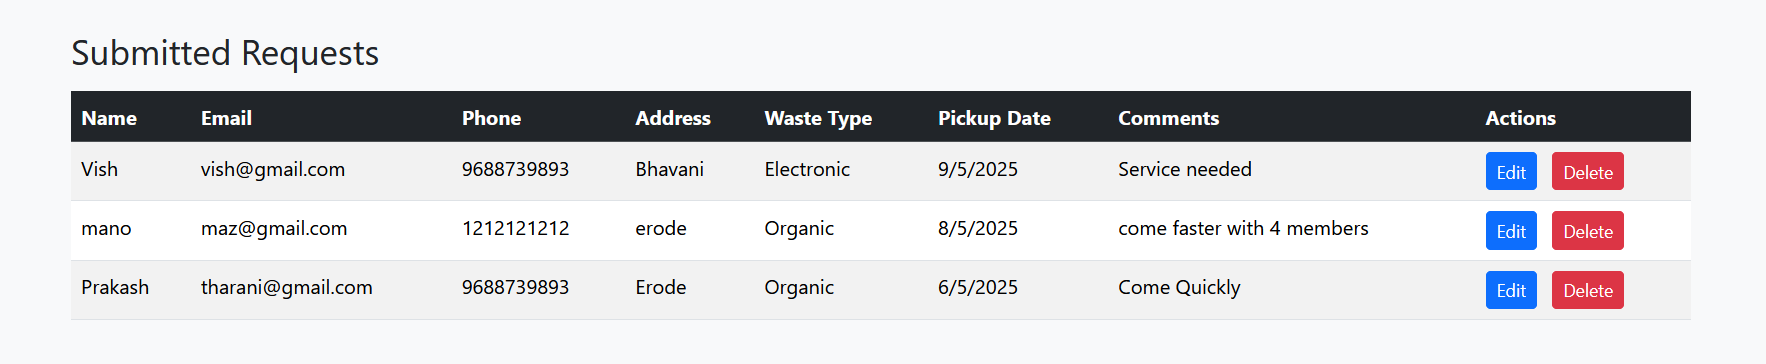 Submitted Requests
Name Email Phone Address Waste Type Pickup Date Comments Actions
Vish vish@gmail.com 9688739893 Bhavani Electronic 9/5/2025 Service needed Edit Delete
mano maz@gmail.com 1212121212 erode Organic 8/5/2025 come faster with 4 members Edit Delete
Prakash tharani@gmail.com 9688739893 Erode Organic 6/5/2025 Come Quickly Edit Delete